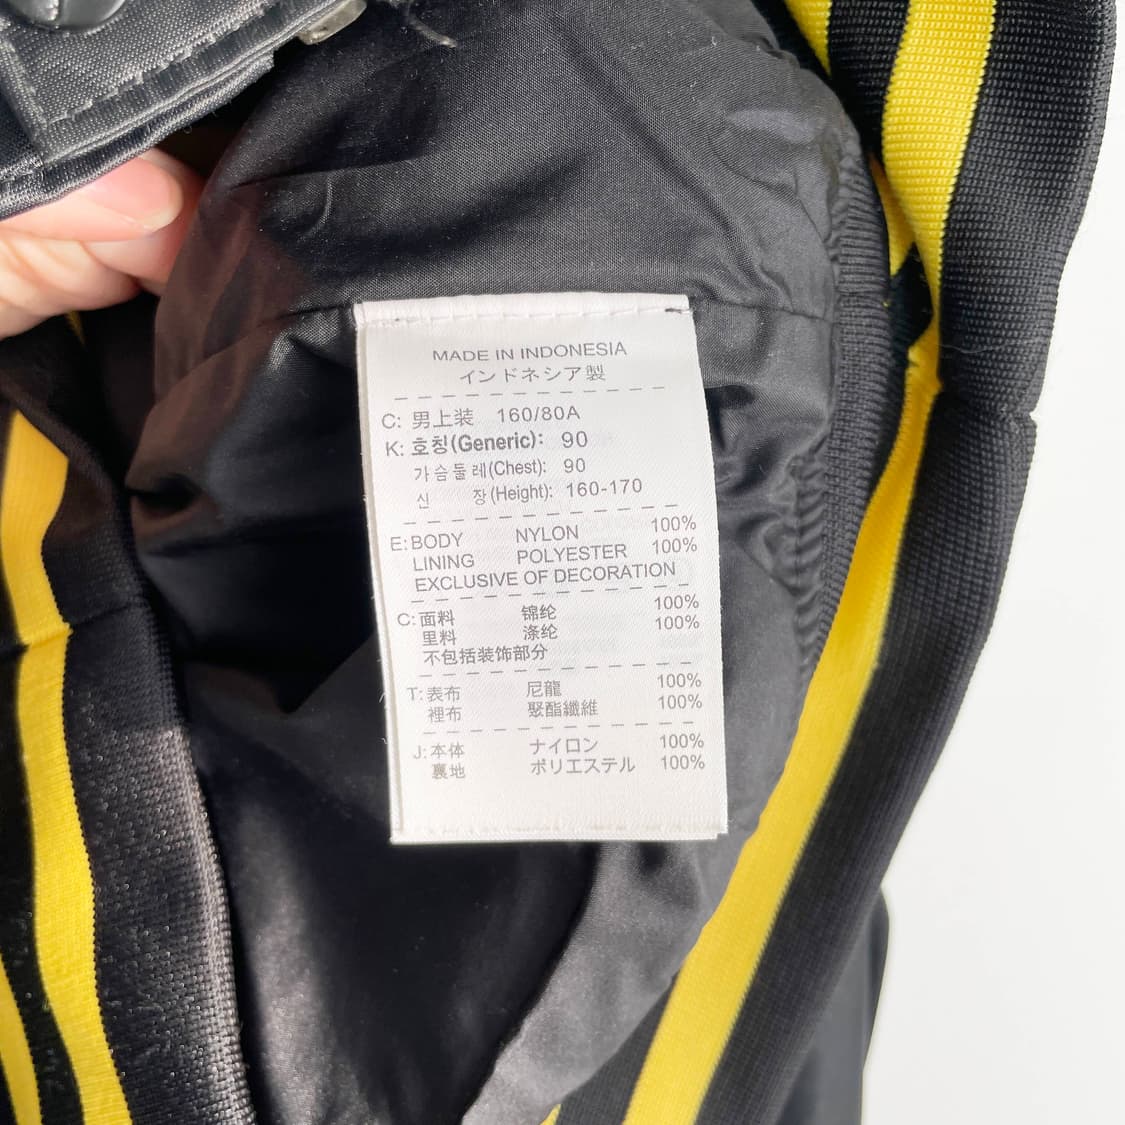 MADE IN INDONESIA
インドネシア製
C: 男上装 160/80A
K: 호칭(Generic): 90
가슴둘레(Chest): 90
신 장(Height): 160-170
E: BODY NYLON 100%
LINING POLYESTER 100%
EXCLUSIVE OF DECORATION
C: 面料 锦纶 100%
里料 涤纶 100%
不包括装饰部分
T: 表布 尼龍 100%
裡布 聚酯纖維 100%
J: 本体 ナイロン 100%
裏地 ポリエステル 100%